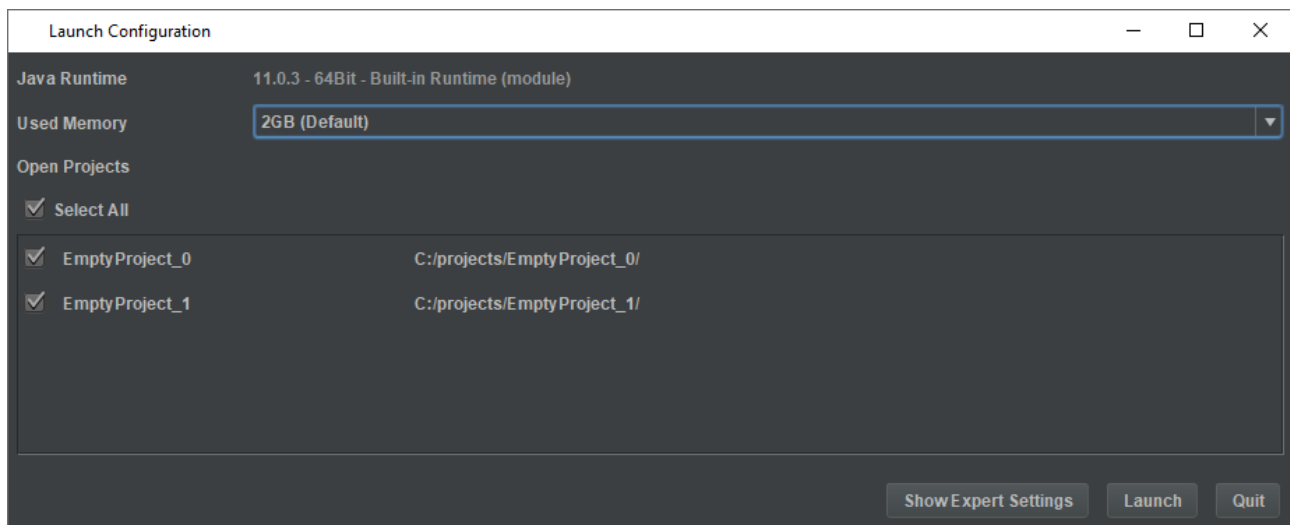 Launch Configuration
Java Runtime 11.0.3 - 64Bit - Built-in Runtime (module)
Used Memory 2GB (Default)
Open Projects
Select All
EmptyProject_0 C:/projects/EmptyProject_0/
EmptyProject_1 C:/projects/EmptyProject_1/
Show Expert Settings Launch Quit